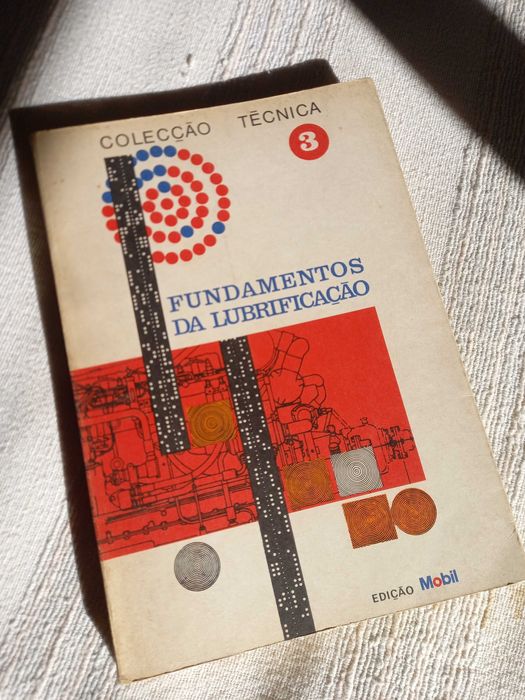 COLECÇÃO TÉCNICA
3
FUNDAMENTOS
DA LUBRIFICAÇÃO
EDIÇÃO Mobil